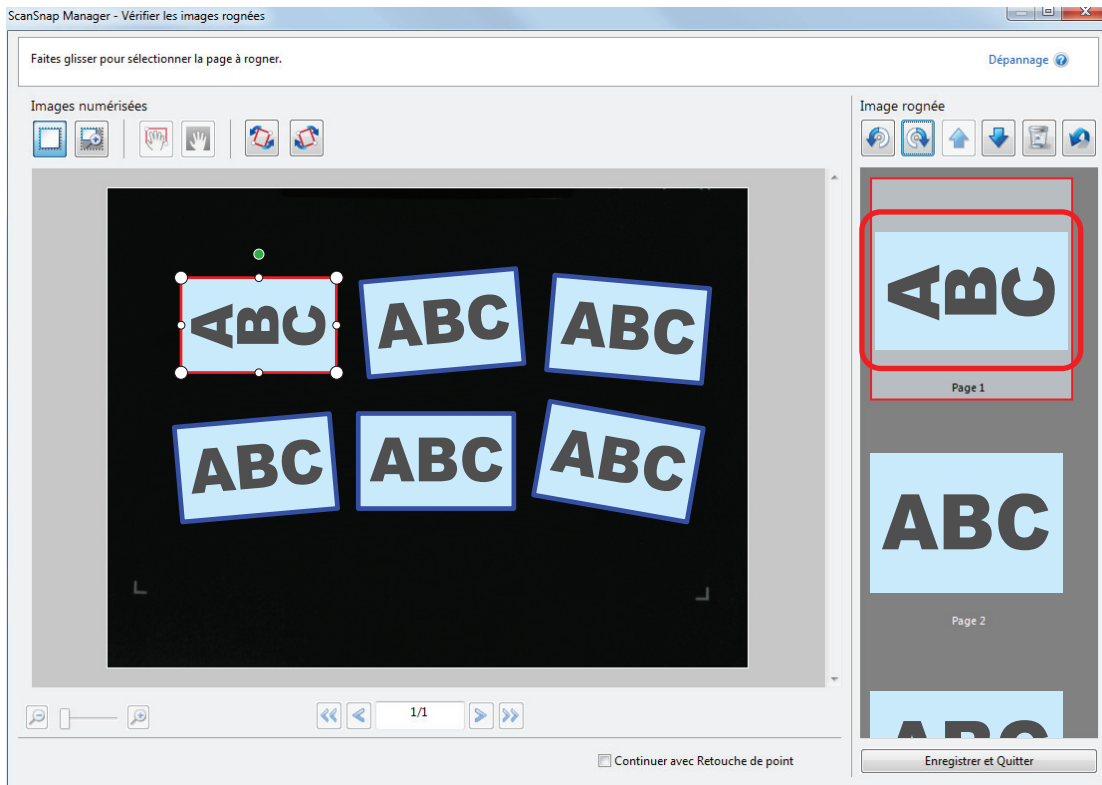 ScanSnap Manager - Vérifier les images rognées
Faites glisser pour sélectionner la page à rogner.
Dépannage
Images numérisées
Image rognée
ABC
ABC
ABC
ABC
ABC
ABC
1/1
Continuer avec Retouche de point
ABC
Page 1
ABC
Page 2
ABC
Enregistrer et Quitter